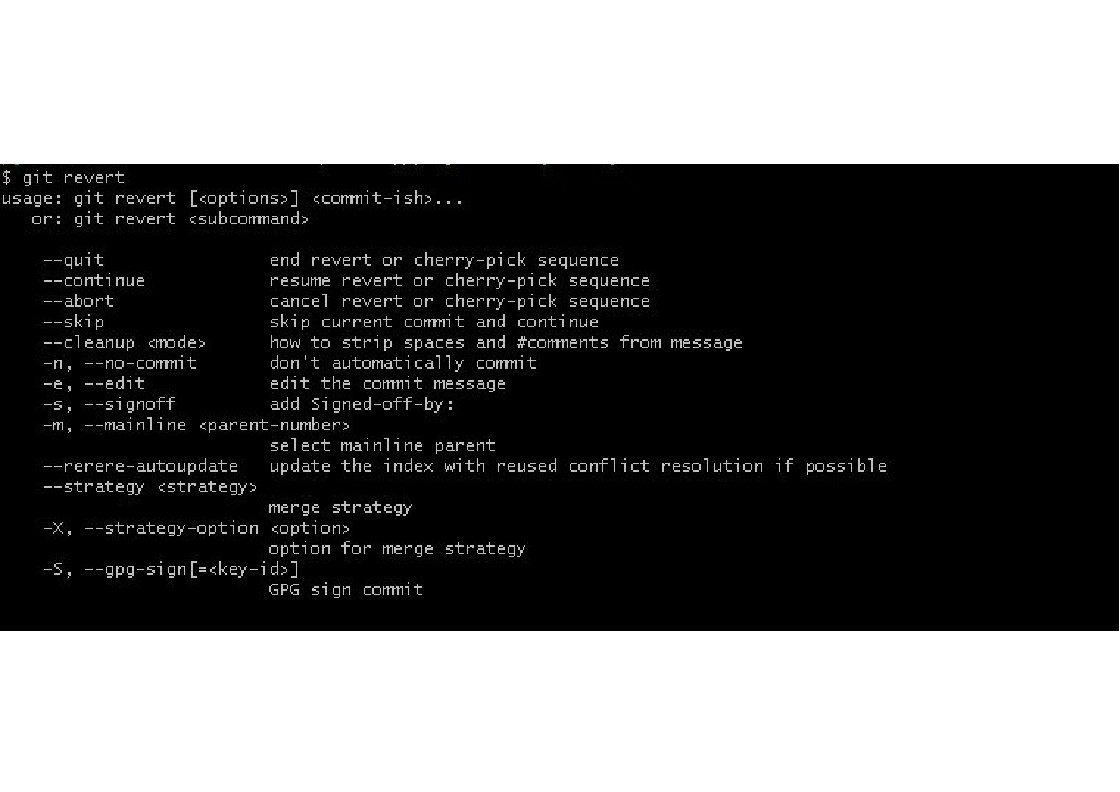 $ git revert
usage: git revert [<options>] <commit-ish>...
   or: git revert <subcommand>

    --quit                end revert or cherry-pick sequence
    --continue            resume revert or cherry-pick sequence
    --abort               cancel revert or cherry-pick sequence
    --skip                skip current commit and continue
    --cleanup <mode>      how to strip spaces and #comments from message
    -n, --no-commit       don't automatically commit
    -e, --edit            edit the commit message
    -s, --signoff         add Signed-off-by:
    -m, --mainline <parent-number>
                          select mainline parent
    --rerere-autoupdate   update the index with reused conflict resolution if possible
    --strategy <strategy>
                          merge strategy
    -X, --strategy-option <option>
                          option for merge strategy
    -S, --gpg-sign[=<key-id>]
                          GPG sign commit